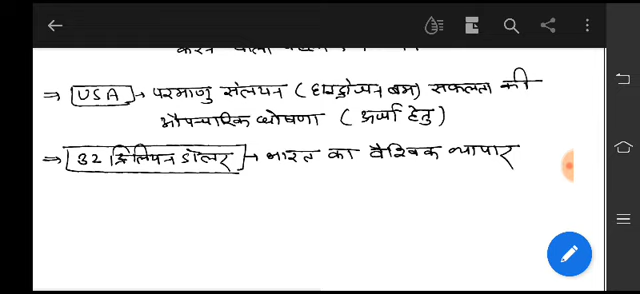 ⇒ USA → परमाणु संलयन (हाइड्रोजन बम) सफलता की
औपचारिक घोषणा (ऊर्जा हेतु)
⇒ 32 ट्रिलियन डॉलर → भारत का वैश्विक व्यापार